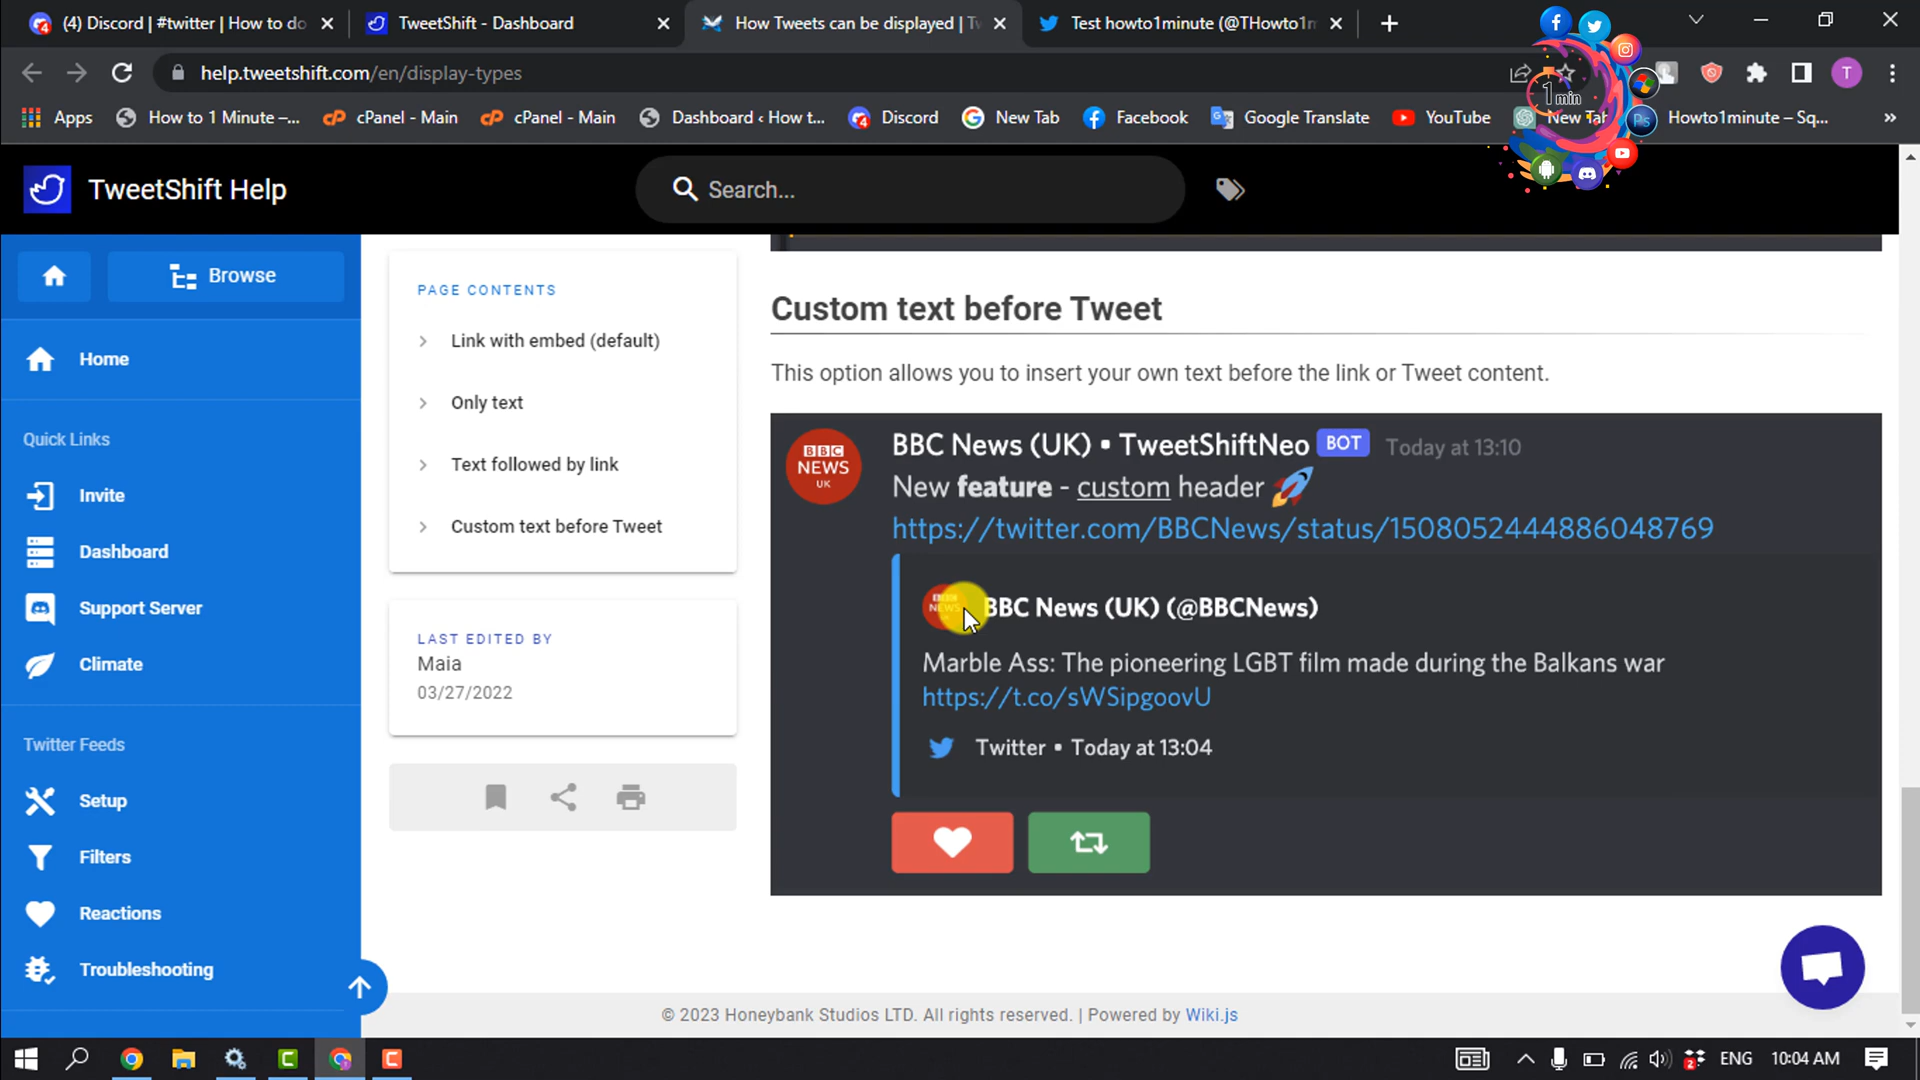 (4) Discord | #twitter | How to do
TweetShift - Dashboard
How Tweets can be displayed | Tw
Test howto1minute (@THowto1m
help.tweetshift.com/en/display-types
T
1 min
Apps
How to 1 Minute –...
cPanel - Main
cPanel - Main
Dashboard ‹ How t...
Discord
New Tab
Facebook
Google Translate
YouTube
New Tab
Ps
Howto1minute – Sq...
TweetShift Help
Search...
Browse
Home
Quick Links
Invite
Dashboard
Support Server
Climate
Twitter Feeds
Setup
Filters
Reactions
Troubleshooting
PAGE CONTENTS
Link with embed (default)
Only text
Text followed by link
Custom text before Tweet
LAST EDITED BY
Maia
03/27/2022
Custom text before Tweet
This option allows you to insert your own text before the link or Tweet content.
BBC NEWS UK
BBC News (UK) • TweetShiftNeo BOT Today at 13:10
New feature - custom header
https://twitter.com/BBCNews/status/1508052444886048769
BBC News (UK) (@BBCNews)
Marble Ass: The pioneering LGBT film made during the Balkans war
https://t.co/sWSipgoovU
Twitter • Today at 13:04
© 2023 Honeybank Studios LTD. All rights reserved. | Powered by Wiki.js
ENG
10:04 AM